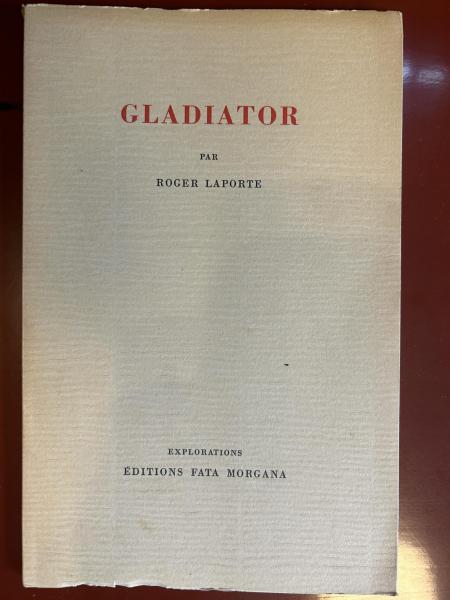 GLADIATOR
PAR
ROGER LAPORTE
EXPLORATIONS
ÉDITIONS FATA MORGANA